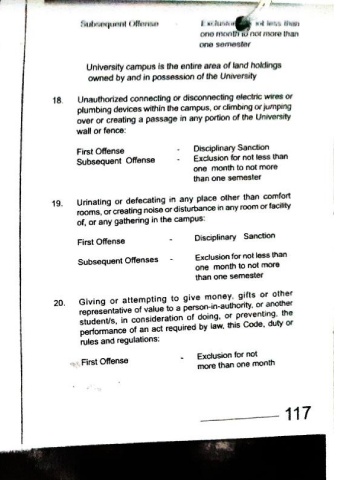 Subsequent Offense - Exclusion not less than
one month to not more than
one semester
University campus is the entire area of land holdings
owned by and in possession of the University
18. Unauthorized connecting or disconnecting electric wires or
plumbing devices within the campus, or climbing or jumping
over or creating a passage in any portion of the University
wall or fence:
First Offense - Disciplinary Sanction
Subsequent Offense - Exclusion for not less than
one month to not more
than one semester
19. Urinating or defecating in any place other than comfort
rooms, or creating noise or disturbance in any room or facility
of, or any gathering in the campus:
First Offense - Disciplinary Sanction
Subsequent Offenses - Exclusion for not less than
one month to not more
than one semester
20. Giving or attempting to give money, gifts or other
representative of value to a person-in-authority, or another
student/s, in consideration of doing, or preventing, the
performance of an act required by law, this Code, duty or
rules and regulations:
First Offense - Exclusion for not
more than one month
117